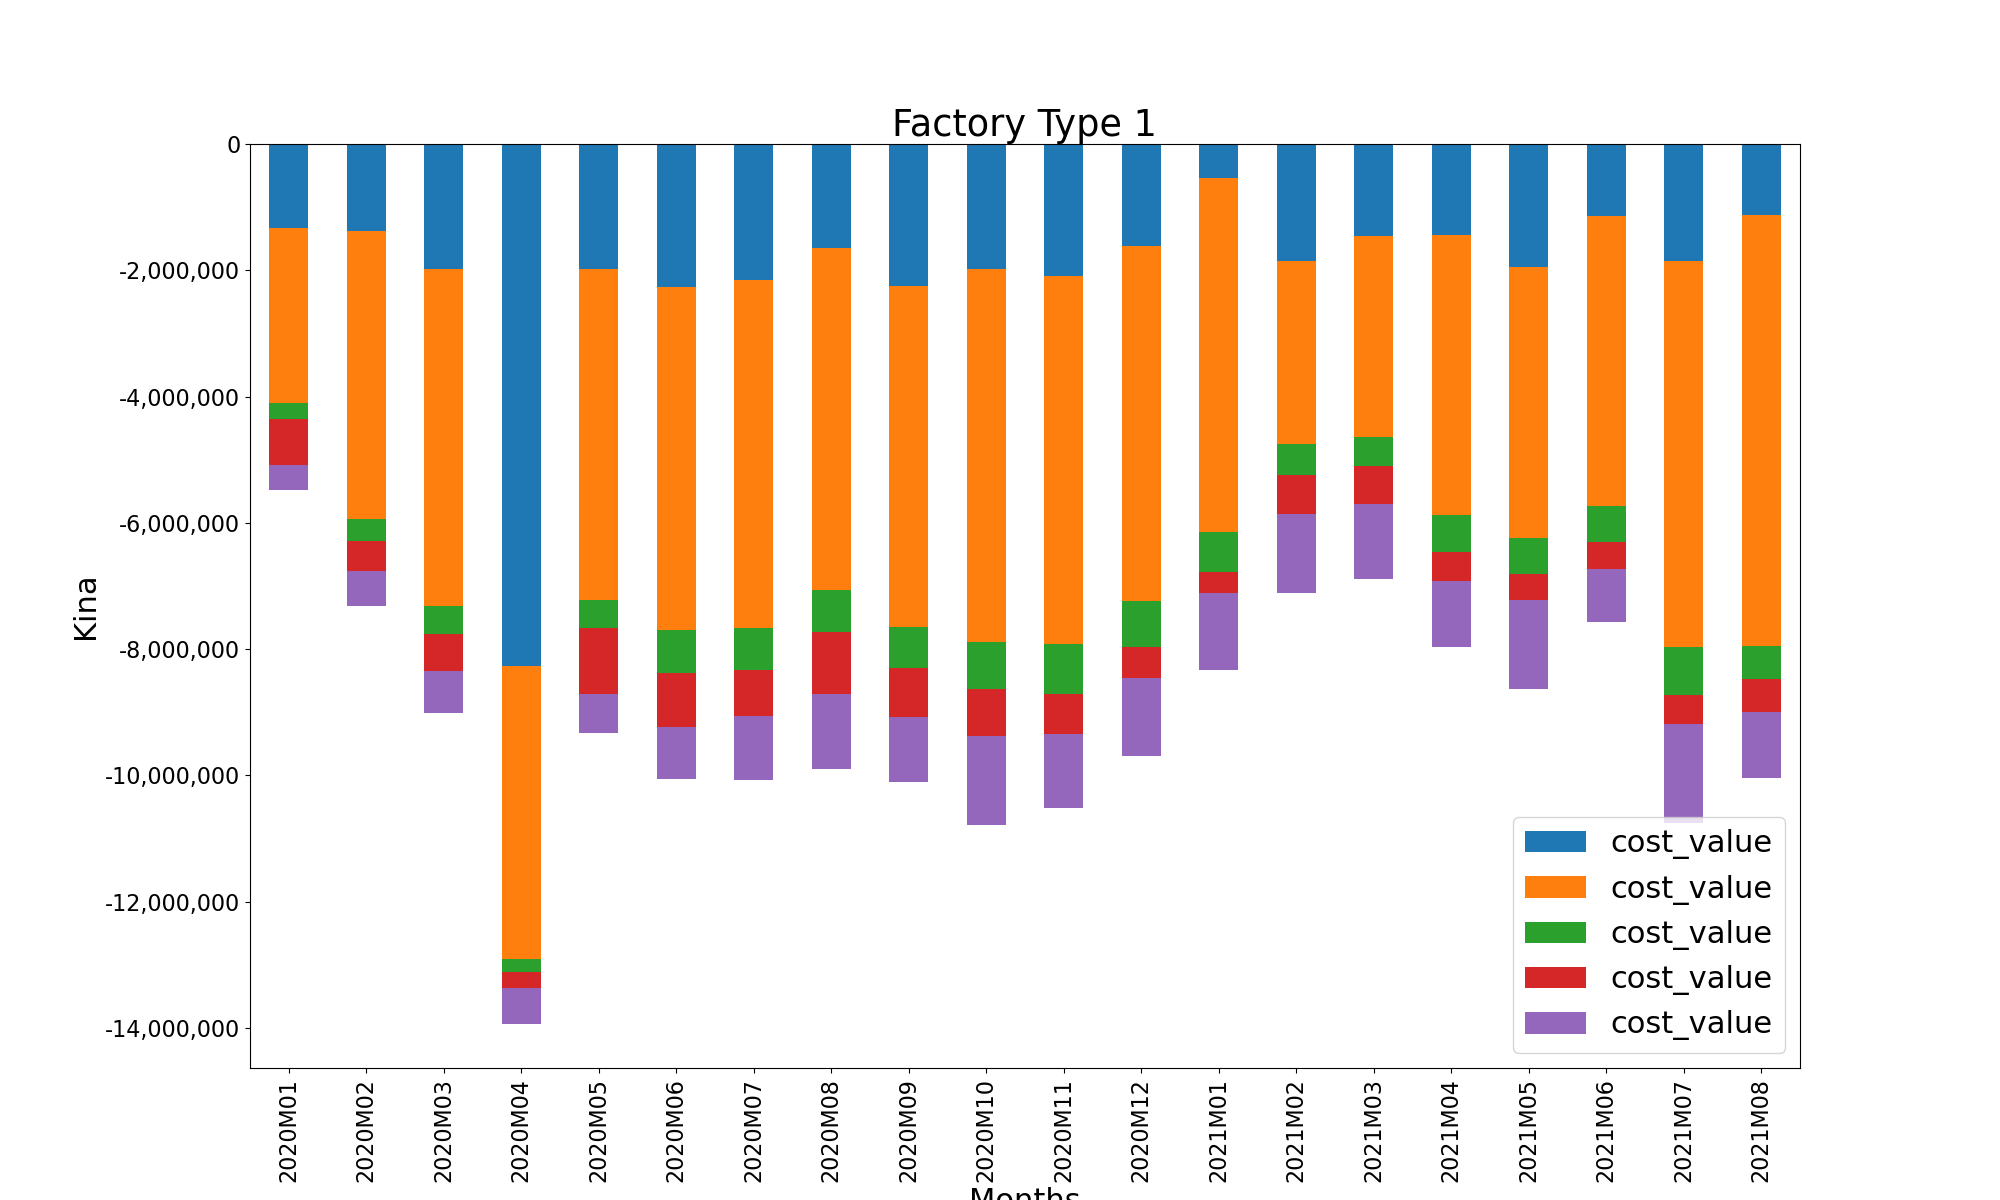 Factory Type 1
0
-2,000,000
-4,000,000
-6,000,000
-8,000,000
-10,000,000
-12,000,000
-14,000,000
Kina
cost_value
cost_value
cost_value
cost_value
cost_value
2020M01
2020M02
2020M03
2020M04
2020M05
2020M06
2020M07
2020M08
2020M09
2020M10
2020M11
2020M12
2021M01
2021M02
2021M03
2021M04
2021M05
2021M06
2021M07
2021M08
Months